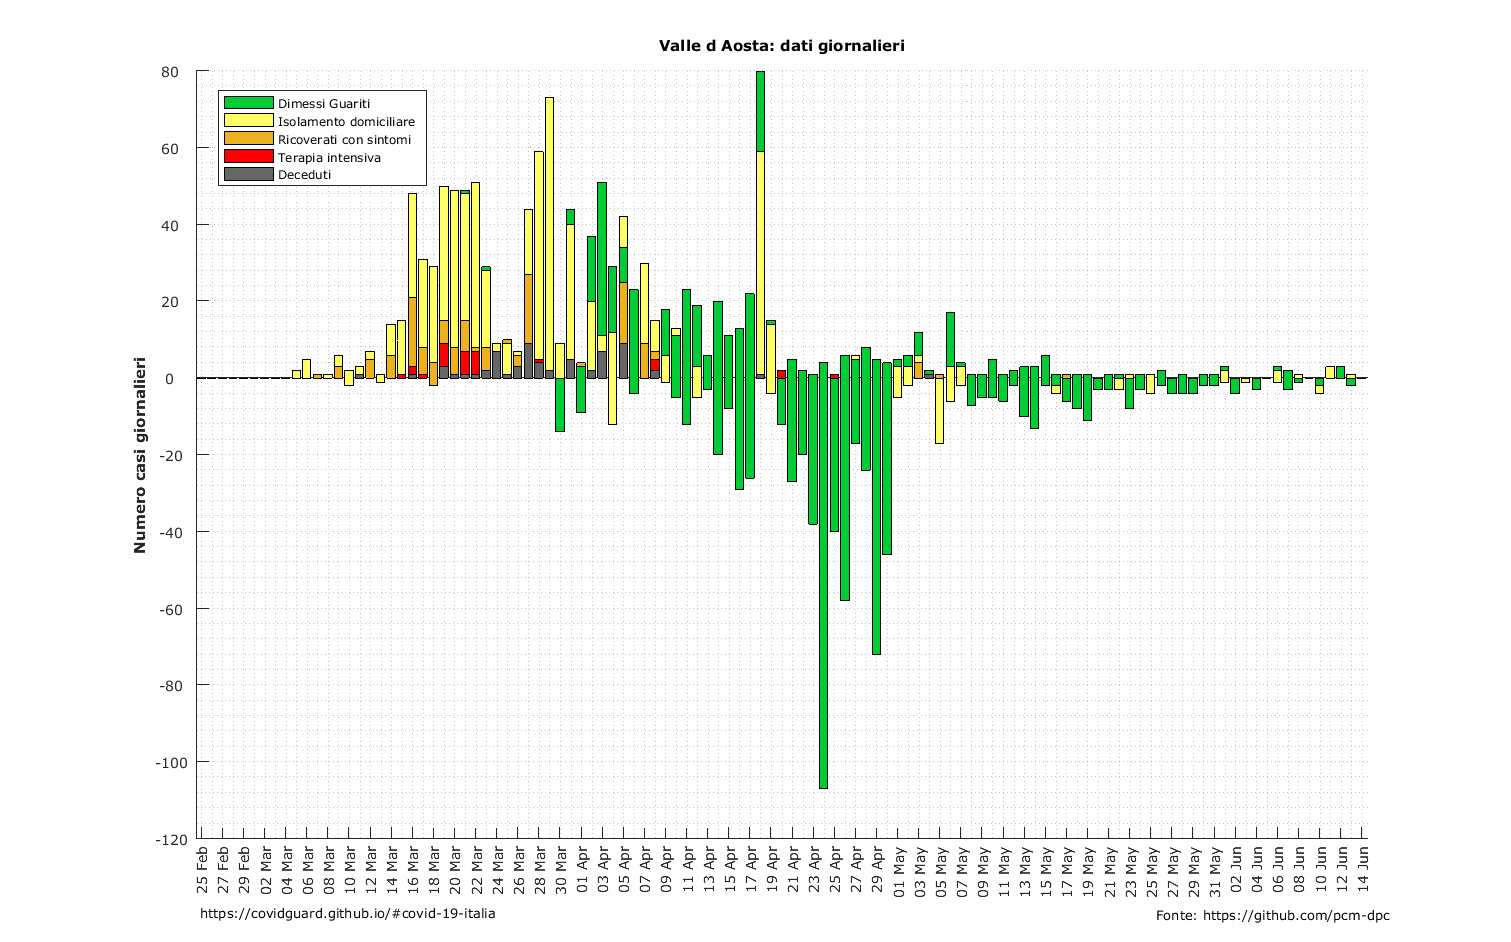 Valle d Aosta: dati giornalieri
80
60
40
20
0
-20
-40
-60
-80
-100
-120
Numero casi giornalieri
Dimessi Guariti
Isolamento domiciliare
Ricoverati con sintomi
Terapia intensiva
Deceduti
25 Feb
27 Feb
29 Feb
02 Mar
04 Mar
06 Mar
08 Mar
10 Mar
12 Mar
14 Mar
16 Mar
18 Mar
20 Mar
22 Mar
24 Mar
26 Mar
28 Mar
30 Mar
01 Apr
03 Apr
05 Apr
07 Apr
09 Apr
11 Apr
13 Apr
15 Apr
17 Apr
19 Apr
21 Apr
23 Apr
25 Apr
27 Apr
29 Apr
01 May
03 May
05 May
07 May
09 May
11 May
13 May
15 May
17 May
19 May
21 May
23 May
25 May
27 May
29 May
31 May
02 Jun
04 Jun
06 Jun
08 Jun
10 Jun
12 Jun
14 Jun
https://covidguard.github.io/#covid-19-italia
Fonte: https://github.com/pcm-dpc